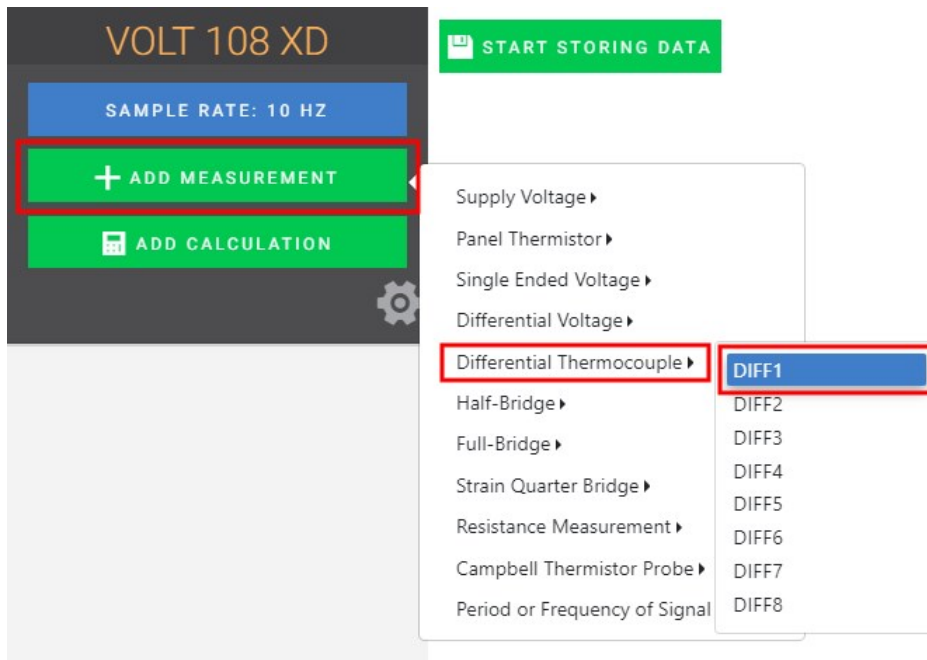 VOLT 108 XD
START STORING DATA
SAMPLE RATE: 10 HZ
ADD MEASUREMENT
ADD CALCULATION
Supply Voltage
Panel Thermistor
Single Ended Voltage
Differential Voltage
Differential Thermocouple
Half-Bridge
Full-Bridge
Strain Quarter Bridge
Resistance Measurement
Campbell Thermistor Probe
Period or Frequency of Signal
DIFF1
DIFF2
DIFF3
DIFF4
DIFF5
DIFF6
DIFF7
DIFF8